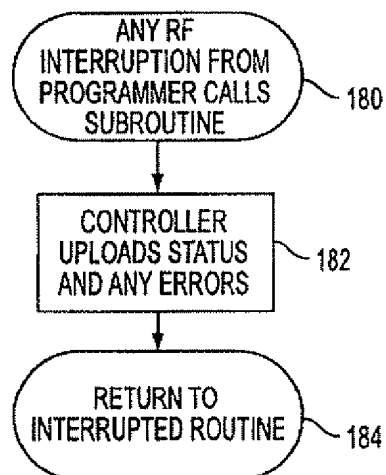 ANY RF
INTERRUPTION FROM
PROGRAMMER CALLS
SUBROUTINE
180
CONTROLLER
UPLOADS STATUS
AND ANY ERRORS
182
RETURN TO
INTERRUPTED ROUTINE
184